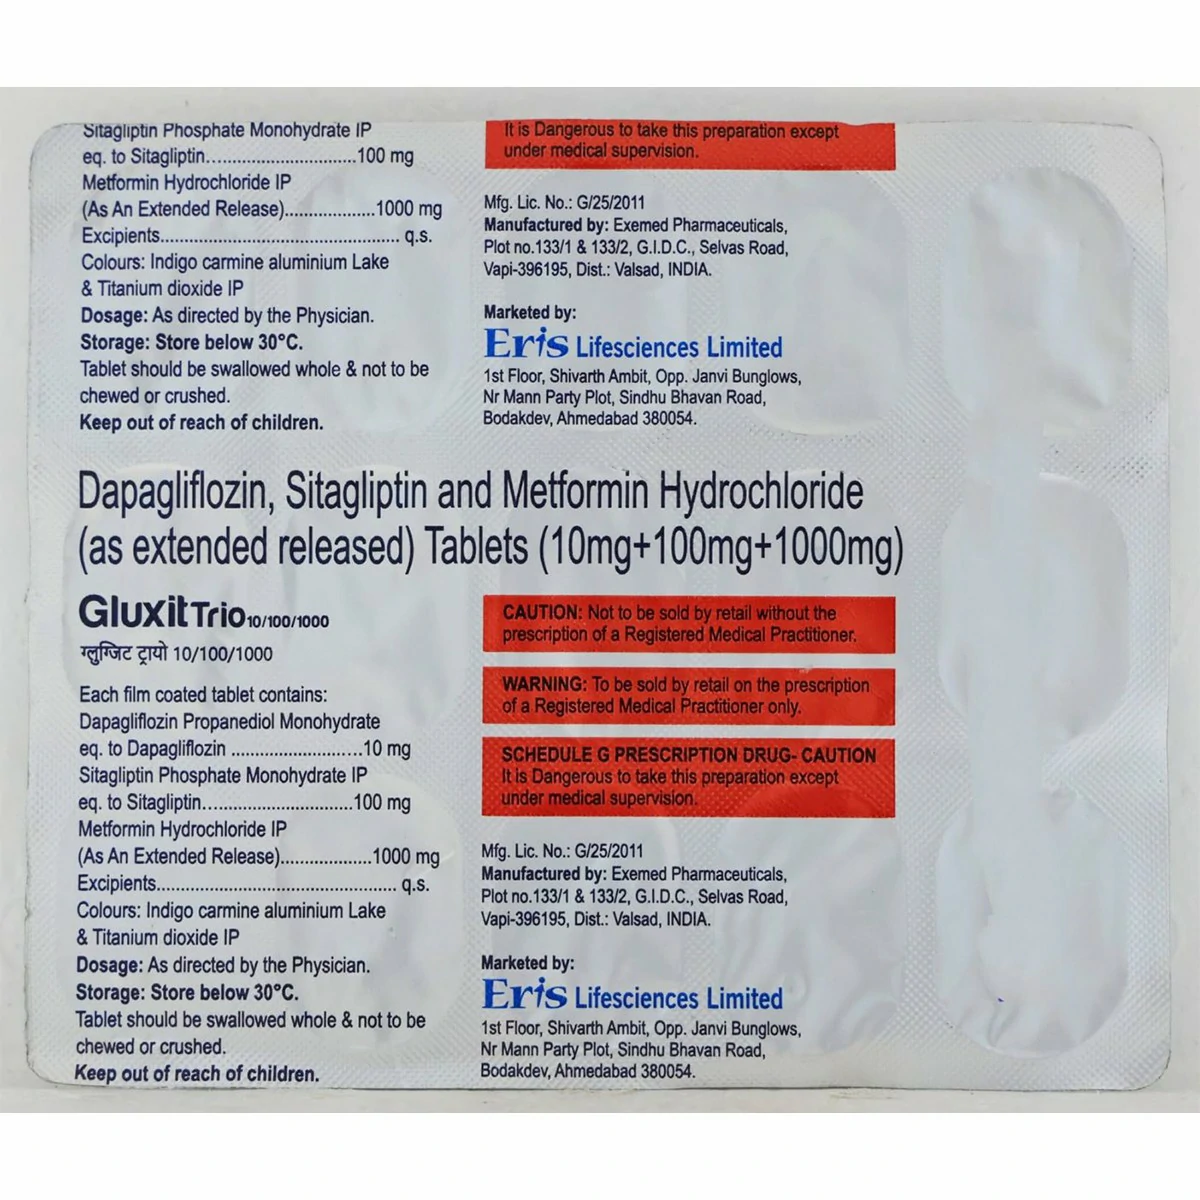 Sitagliptin Phosphate Monohydrate IP
eq. to Sitagliptin..............................100 mg
Metformin Hydrochloride IP
(As An Extended Release)..................1000 mg
Excipients............................................... q.s.
Colours: Indigo carmine aluminium Lake
& Titanium dioxide IP
Dosage: As directed by the Physician.
Storage: Store below 30°C.
Tablet should be swallowed whole & not to be
chewed or crushed.
Keep out of reach of children.
It is Dangerous to take this preparation except
under medical supervision.
Mfg. Lic. No.: G/25/2011
Manufactured by: Exemed Pharmaceuticals,
Plot no.133/1 & 133/2, G.I.D.C., Selvas Road,
Vapi-396195, Dist.: Valsad, INDIA.
Marketed by:
Eris Lifesciences Limited
1st Floor, Shivarth Ambit, Opp. Janvi Bunglows,
Nr Mann Party Plot, Sindhu Bhavan Road,
Bodakdev, Ahmedabad 380054.
Dapagliflozin, Sitagliptin and Metformin Hydrochloride
(as extended released) Tablets (10mg+100mg+1000mg)
Gluxit Trio 10/100/1000
ग्लुग्जिट ट्रायो 10/100/1000
Each film coated tablet contains:
Dapagliflozin Propanediol Monohydrate
eq. to Dapagliflozin ..........................10 mg
Sitagliptin Phosphate Monohydrate IP
eq. to Sitagliptin..............................100 mg
Metformin Hydrochloride IP
(As An Extended Release)..................1000 mg
Excipients............................................... q.s.
Colours: Indigo carmine aluminium Lake
& Titanium dioxide IP
Dosage: As directed by the Physician.
Storage: Store below 30°C.
Tablet should be swallowed whole & not to be
chewed or crushed.
Keep out of reach of children.
CAUTION: Not to be sold by retail without the
prescription of a Registered Medical Practitioner.
WARNING: To be sold by retail on the prescription
of a Registered Medical Practitioner only.
SCHEDULE G PRESCRIPTION DRUG- CAUTION
It is Dangerous to take this preparation except
under medical supervision.
Mfg. Lic. No.: G/25/2011
Manufactured by: Exemed Pharmaceuticals,
Plot no.133/1 & 133/2, G.I.D.C., Selvas Road,
Vapi-396195, Dist.: Valsad, INDIA.
Marketed by:
Eris Lifesciences Limited
1st Floor, Shivarth Ambit, Opp. Janvi Bunglows,
Nr Mann Party Plot, Sindhu Bhavan Road,
Bodakdev, Ahmedabad 380054.